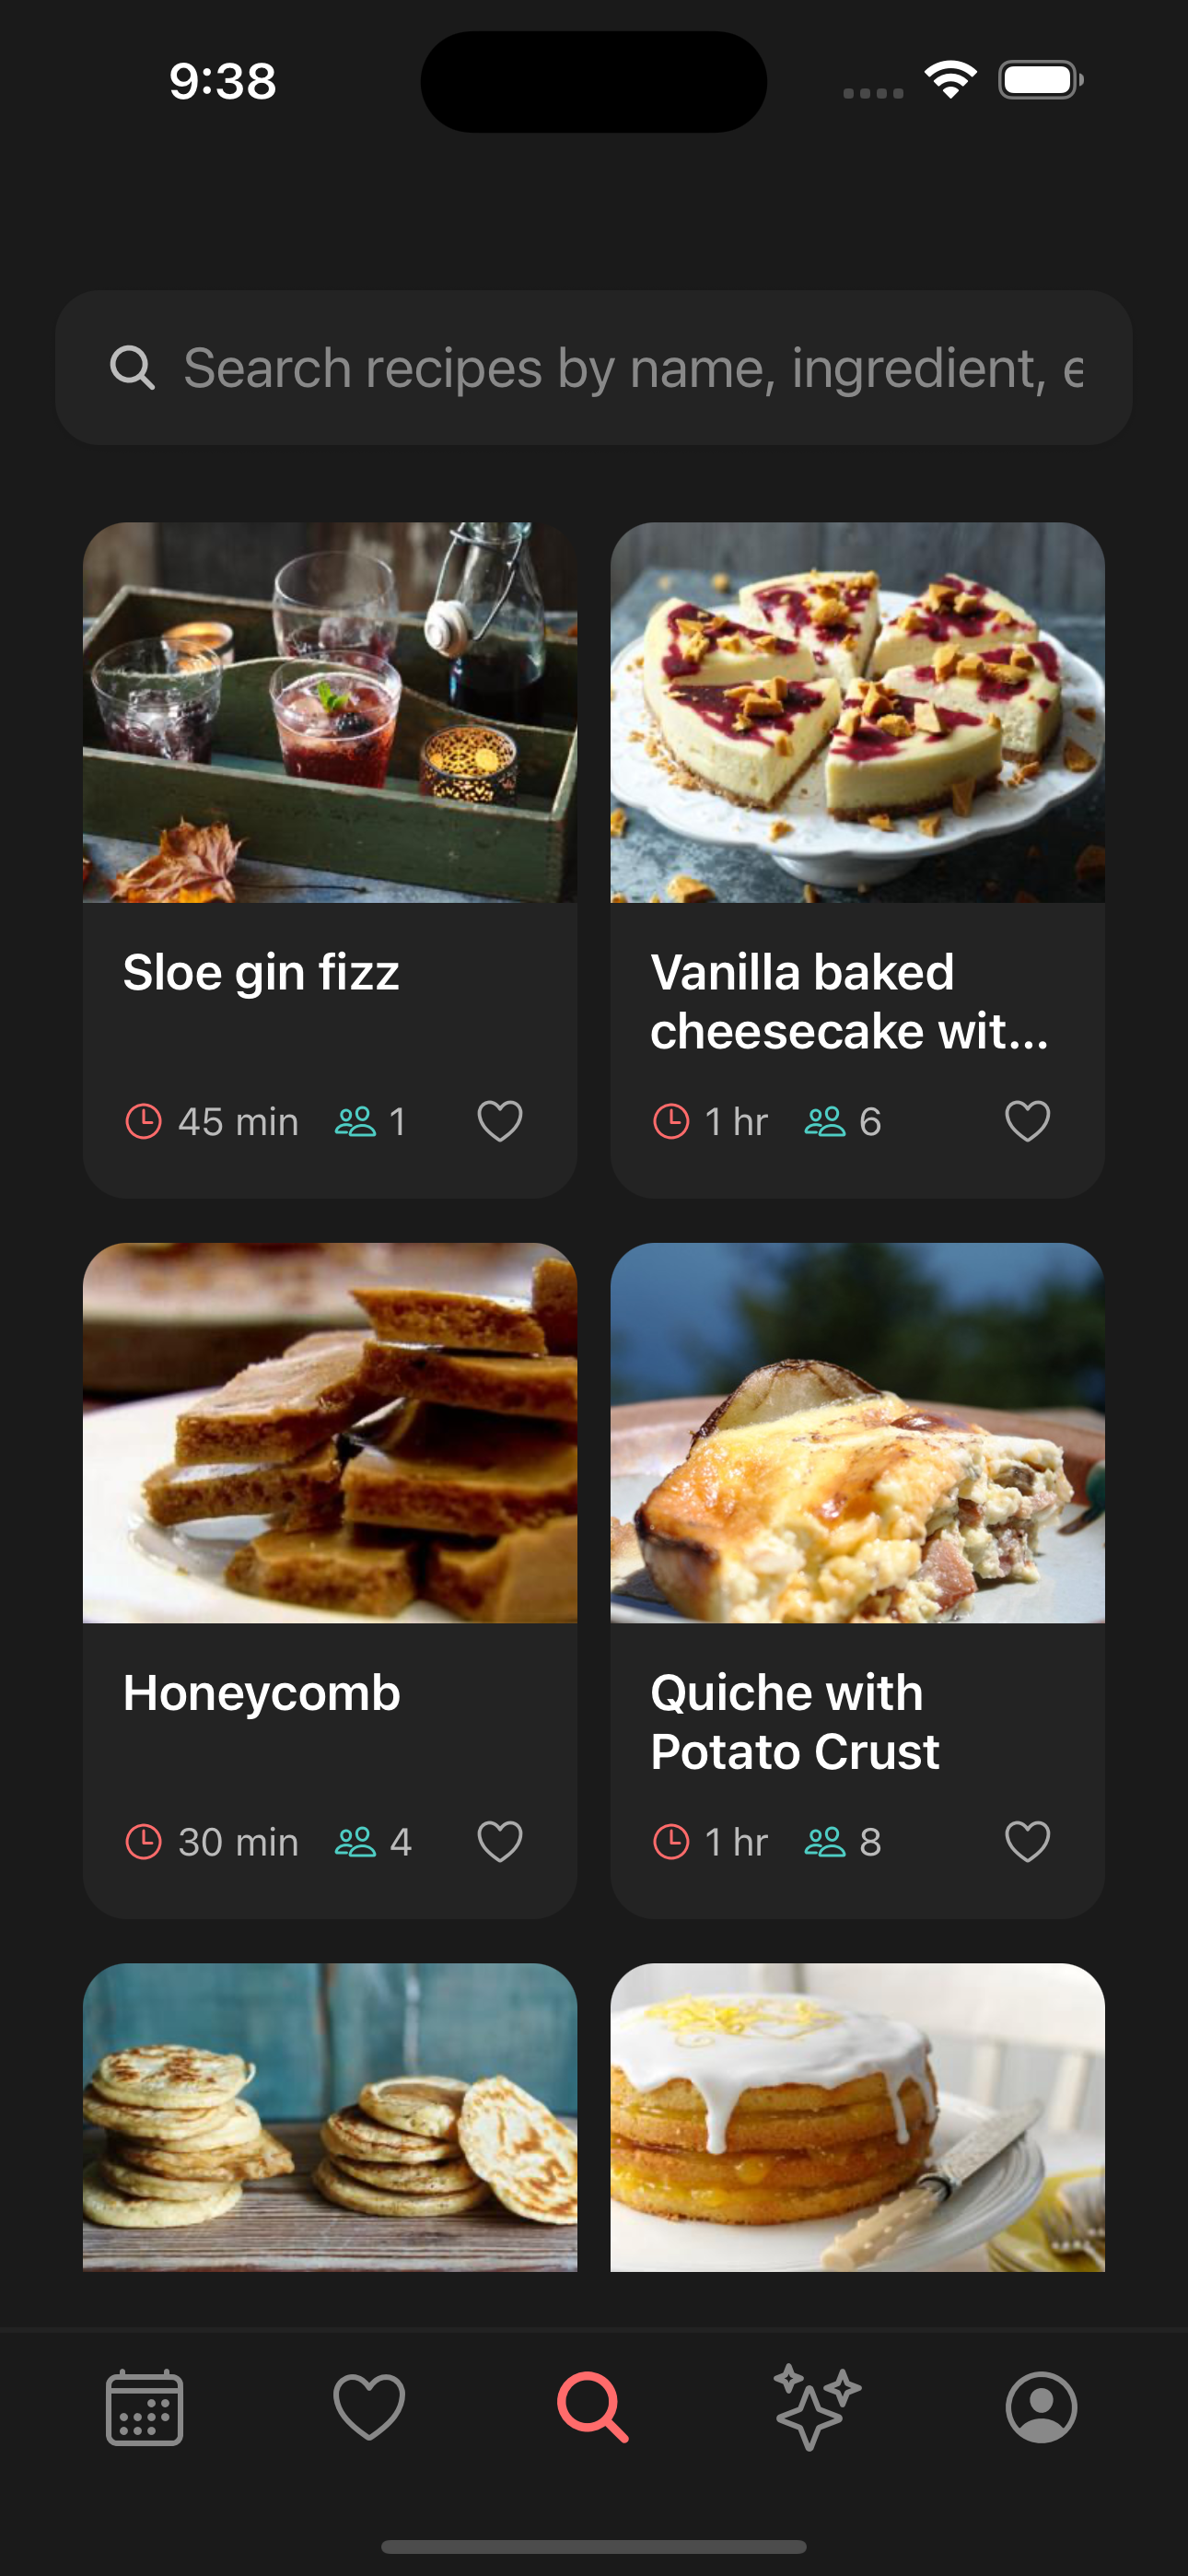 9:38
Search recipes by name, ingredient, e
Sloe gin fizz
45 min 1
Vanilla baked
cheesecake wit...
1 hr 6
Honeycomb
30 min 4
Quiche with
Potato Crust
1 hr 8